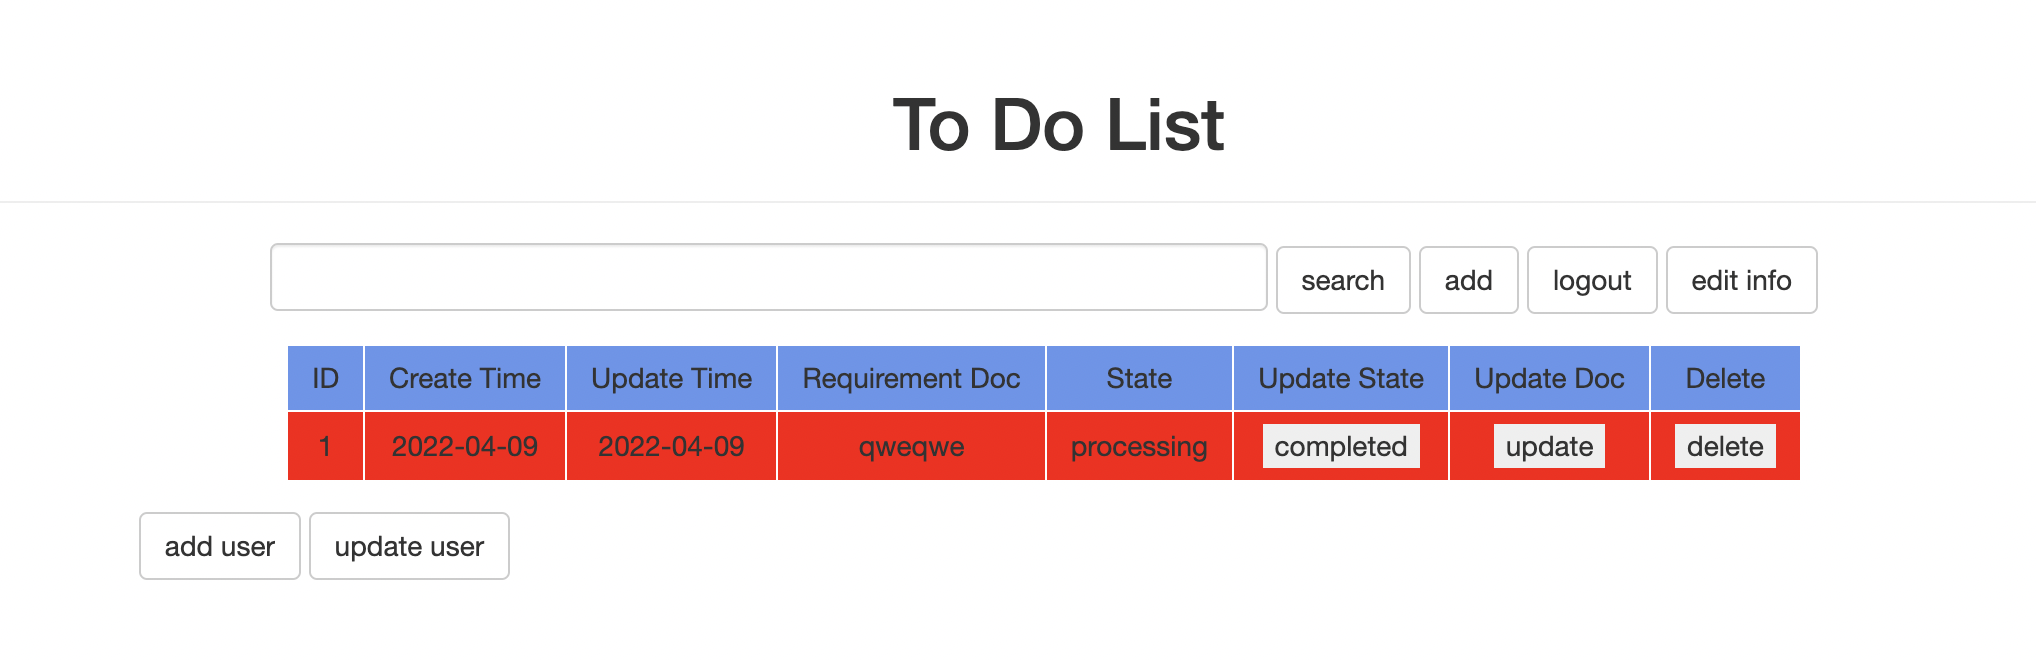 To Do List
search add logout edit info
ID Create Time Update Time Requirement Doc State Update State Update Doc Delete
1 2022-04-09 2022-04-09 qweqwe processing completed update delete
add user update user